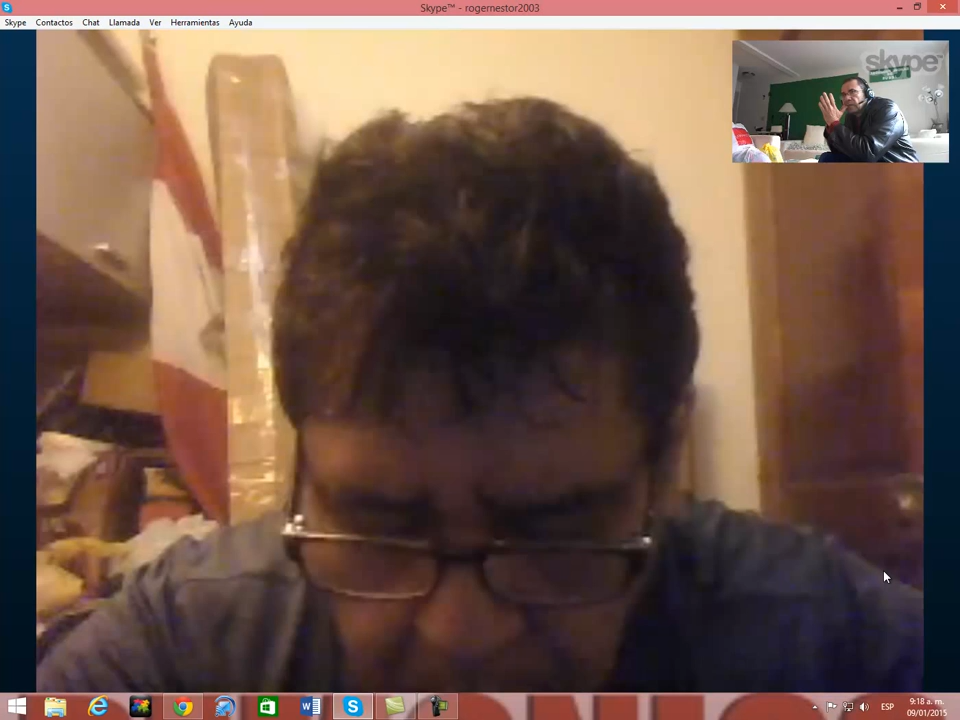 Skype™ - rogernestor2003
Skype Contactos Chat Llamada Ver Herramientas Ayuda
skype
ESP
9:18 a. m.
09/01/2015